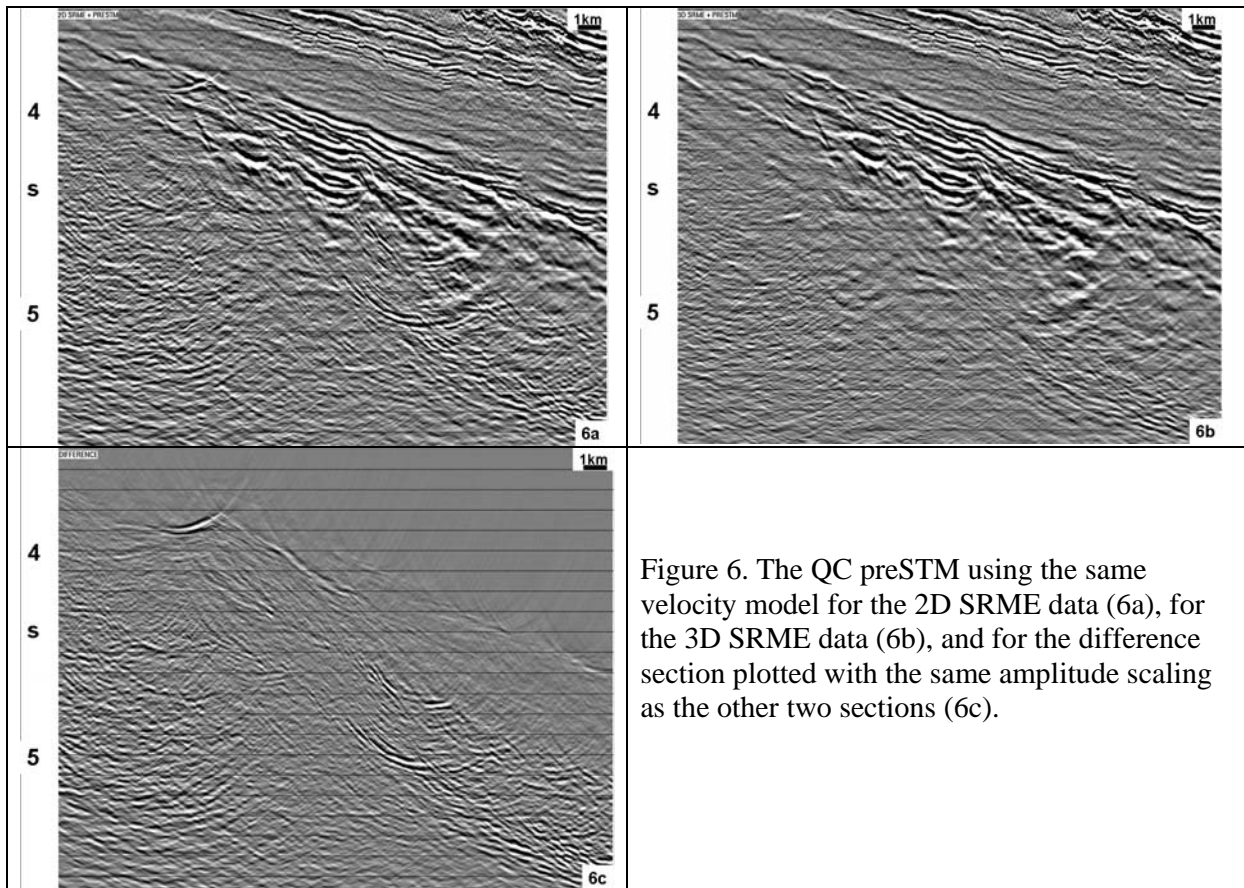 2D SRME + PRESTM
1km
4
s
5
6a
3D SRME + PRESTM
1km
4
s
5
6b
DIFFERENCE
1km
4
s
5
6c
Figure 6. The QC preSTM using the same
velocity model for the 2D SRME data (6a), for
the 3D SRME data (6b), and for the difference
section plotted with the same amplitude scaling
as the other two sections (6c).